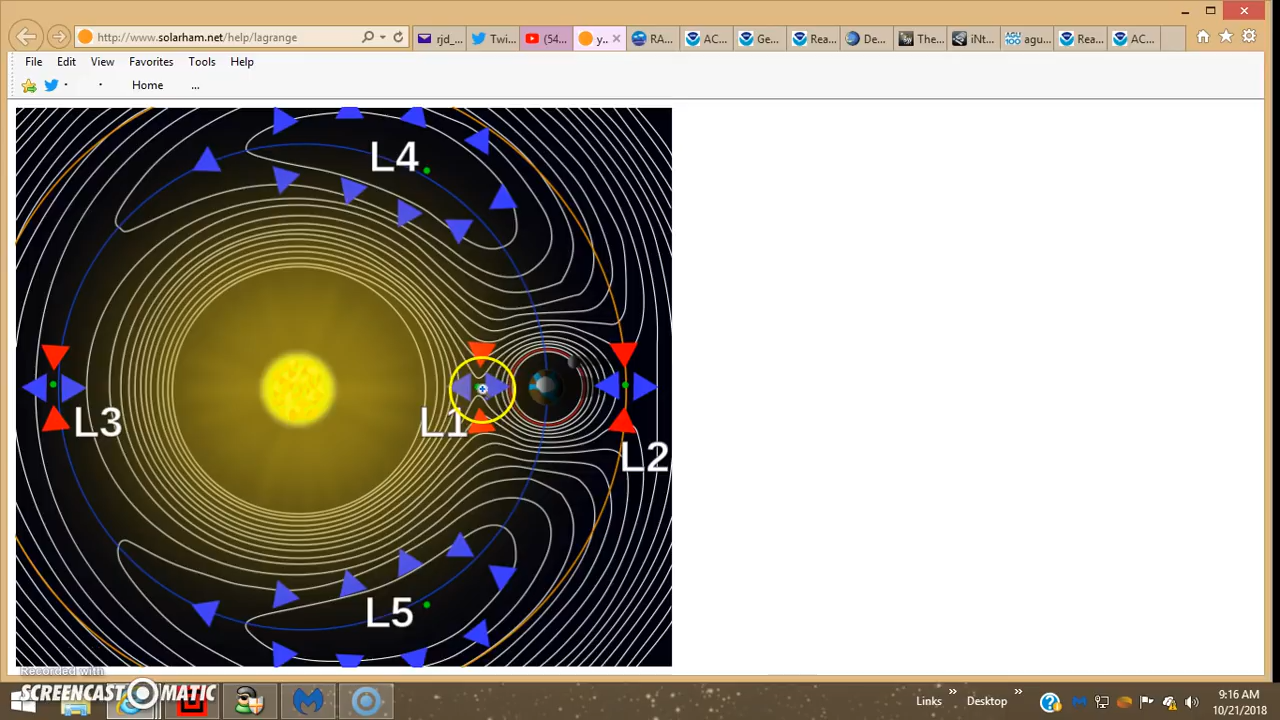 http://www.solarham.net/help/lagrange
rjd_...
Twi...
(54...
y...
RA...
AC...
Ge...
Rea...
De...
The...
iNt...
AGU 100
agu...
Rea...
AC...
File Edit View Favorites Tools Help
Home ...
L4
L3
L1
L2
L5
Recorded with
SCREENCAST-O-MATIC
Links » Desktop »
9:16 AM
10/21/2018